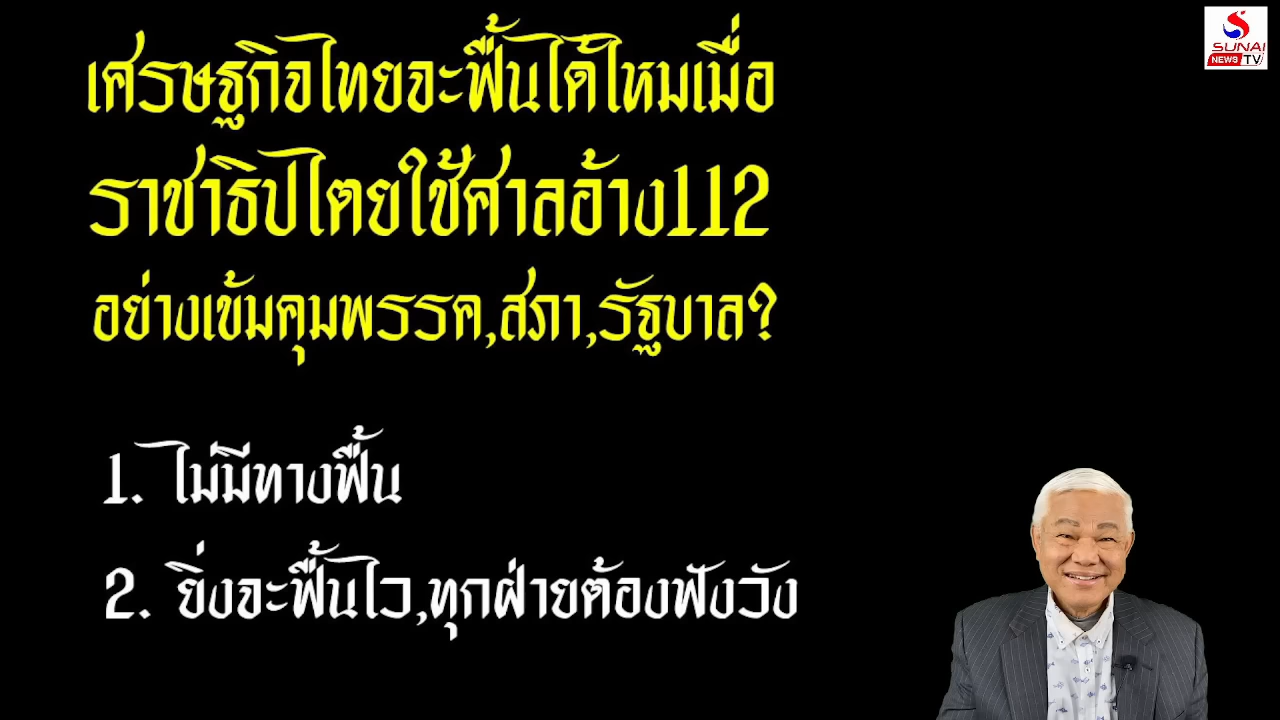 SUNAI
NEWS TV
เศรษฐกิจไทยจะฟื้นได้ไหมเมื่อ
ราชาธิปไตยใช้ศาลอ้าง112
อย่างเข้มคุมพรรค,สภา,รัฐบาล?
1. ไม่มีทางฟื้น
2. ยิ่งจะฟื้นไว,ทุกฝ่ายต้องฟังวัง